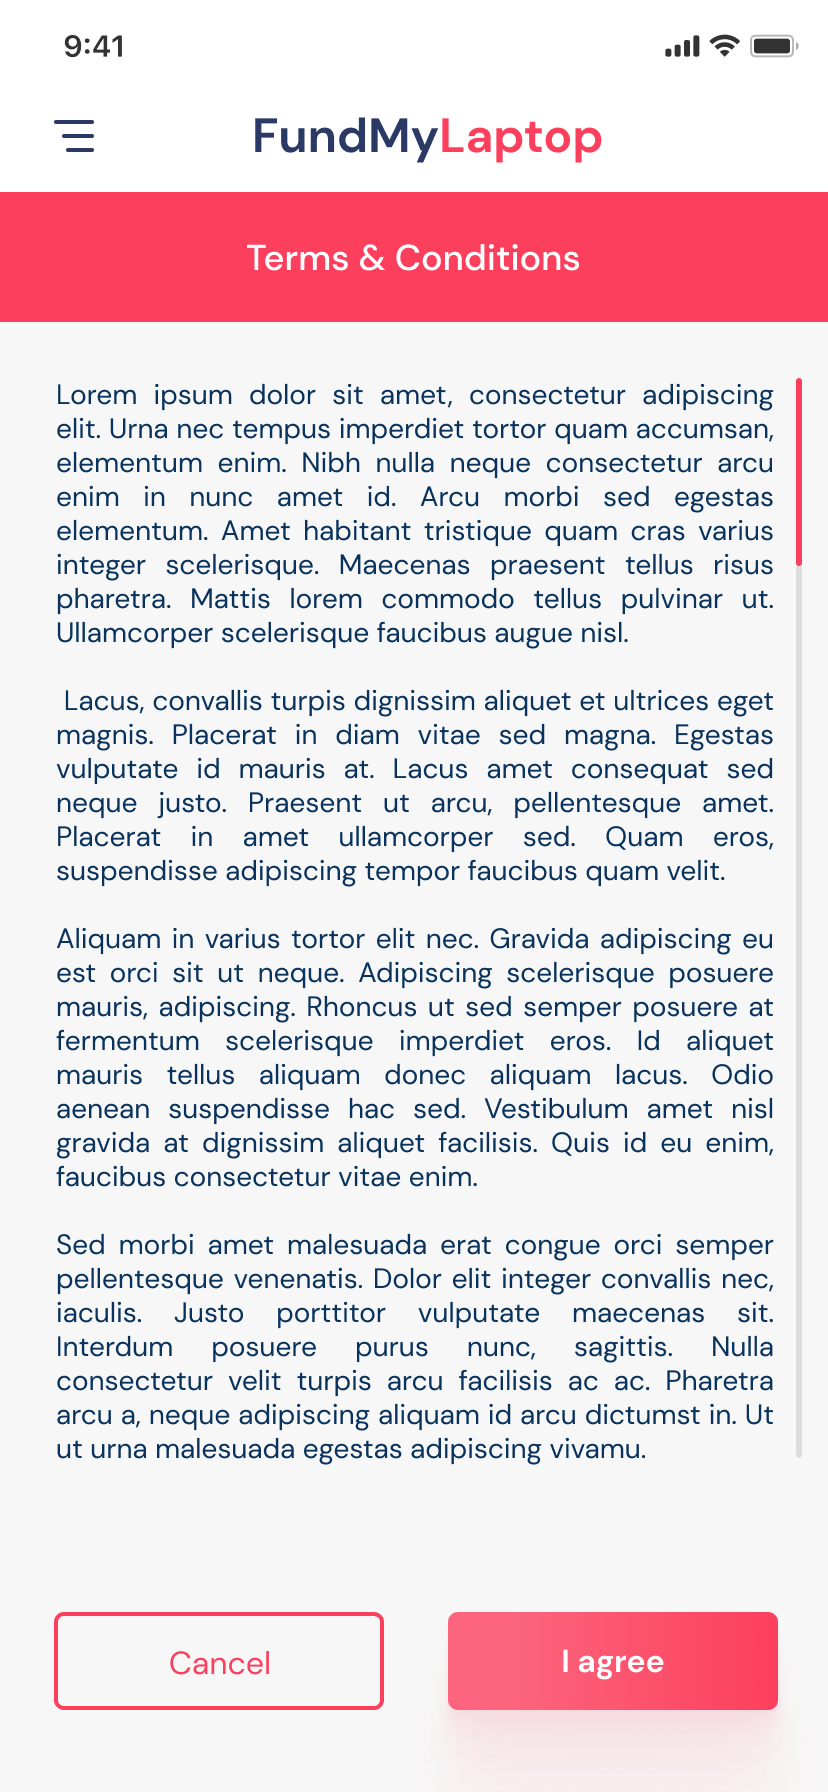 9:41
FundMyLaptop
Terms & Conditions
Lorem ipsum dolor sit amet, consectetur adipiscing
elit. Urna nec tempus imperdiet tortor quam accumsan,
elementum enim. Nibh nulla neque consectetur arcu
enim in nunc amet id. Arcu morbi sed egestas
elementum. Amet habitant tristique quam cras varius
integer scelerisque. Maecenas praesent tellus risus
pharetra. Mattis lorem commodo tellus pulvinar ut.
Ullamcorper scelerisque faucibus augue nisl.
Lacus, convallis turpis dignissim aliquet et ultrices eget
magnis. Placerat in diam vitae sed magna. Egestas
vulputate id mauris at. Lacus amet consequat sed
neque justo. Praesent ut arcu, pellentesque amet.
Placerat in amet ullamcorper sed. Quam eros,
suspendisse adipiscing tempor faucibus quam velit.
Aliquam in varius tortor elit nec. Gravida adipiscing eu
est orci sit ut neque. Adipiscing scelerisque posuere
mauris, adipiscing. Rhoncus ut sed semper posuere at
fermentum scelerisque imperdiet eros. Id aliquet
mauris tellus aliquam donec aliquam lacus. Odio
aenean suspendisse hac sed. Vestibulum amet nisl
gravida at dignissim aliquet facilisis. Quis id eu enim,
faucibus consectetur vitae enim.
Sed morbi amet malesuada erat congue orci semper
pellentesque venenatis. Dolor elit integer convallis nec,
iaculis. Justo porttitor vulputate maecenas sit.
Interdum posuere purus nunc, sagittis. Nulla
consectetur velit turpis arcu facilisis ac ac. Pharetra
arcu a, neque adipiscing aliquam id arcu dictumst in. Ut
ut urna malesuada egestas adipiscing vivamu.
Cancel
I agree